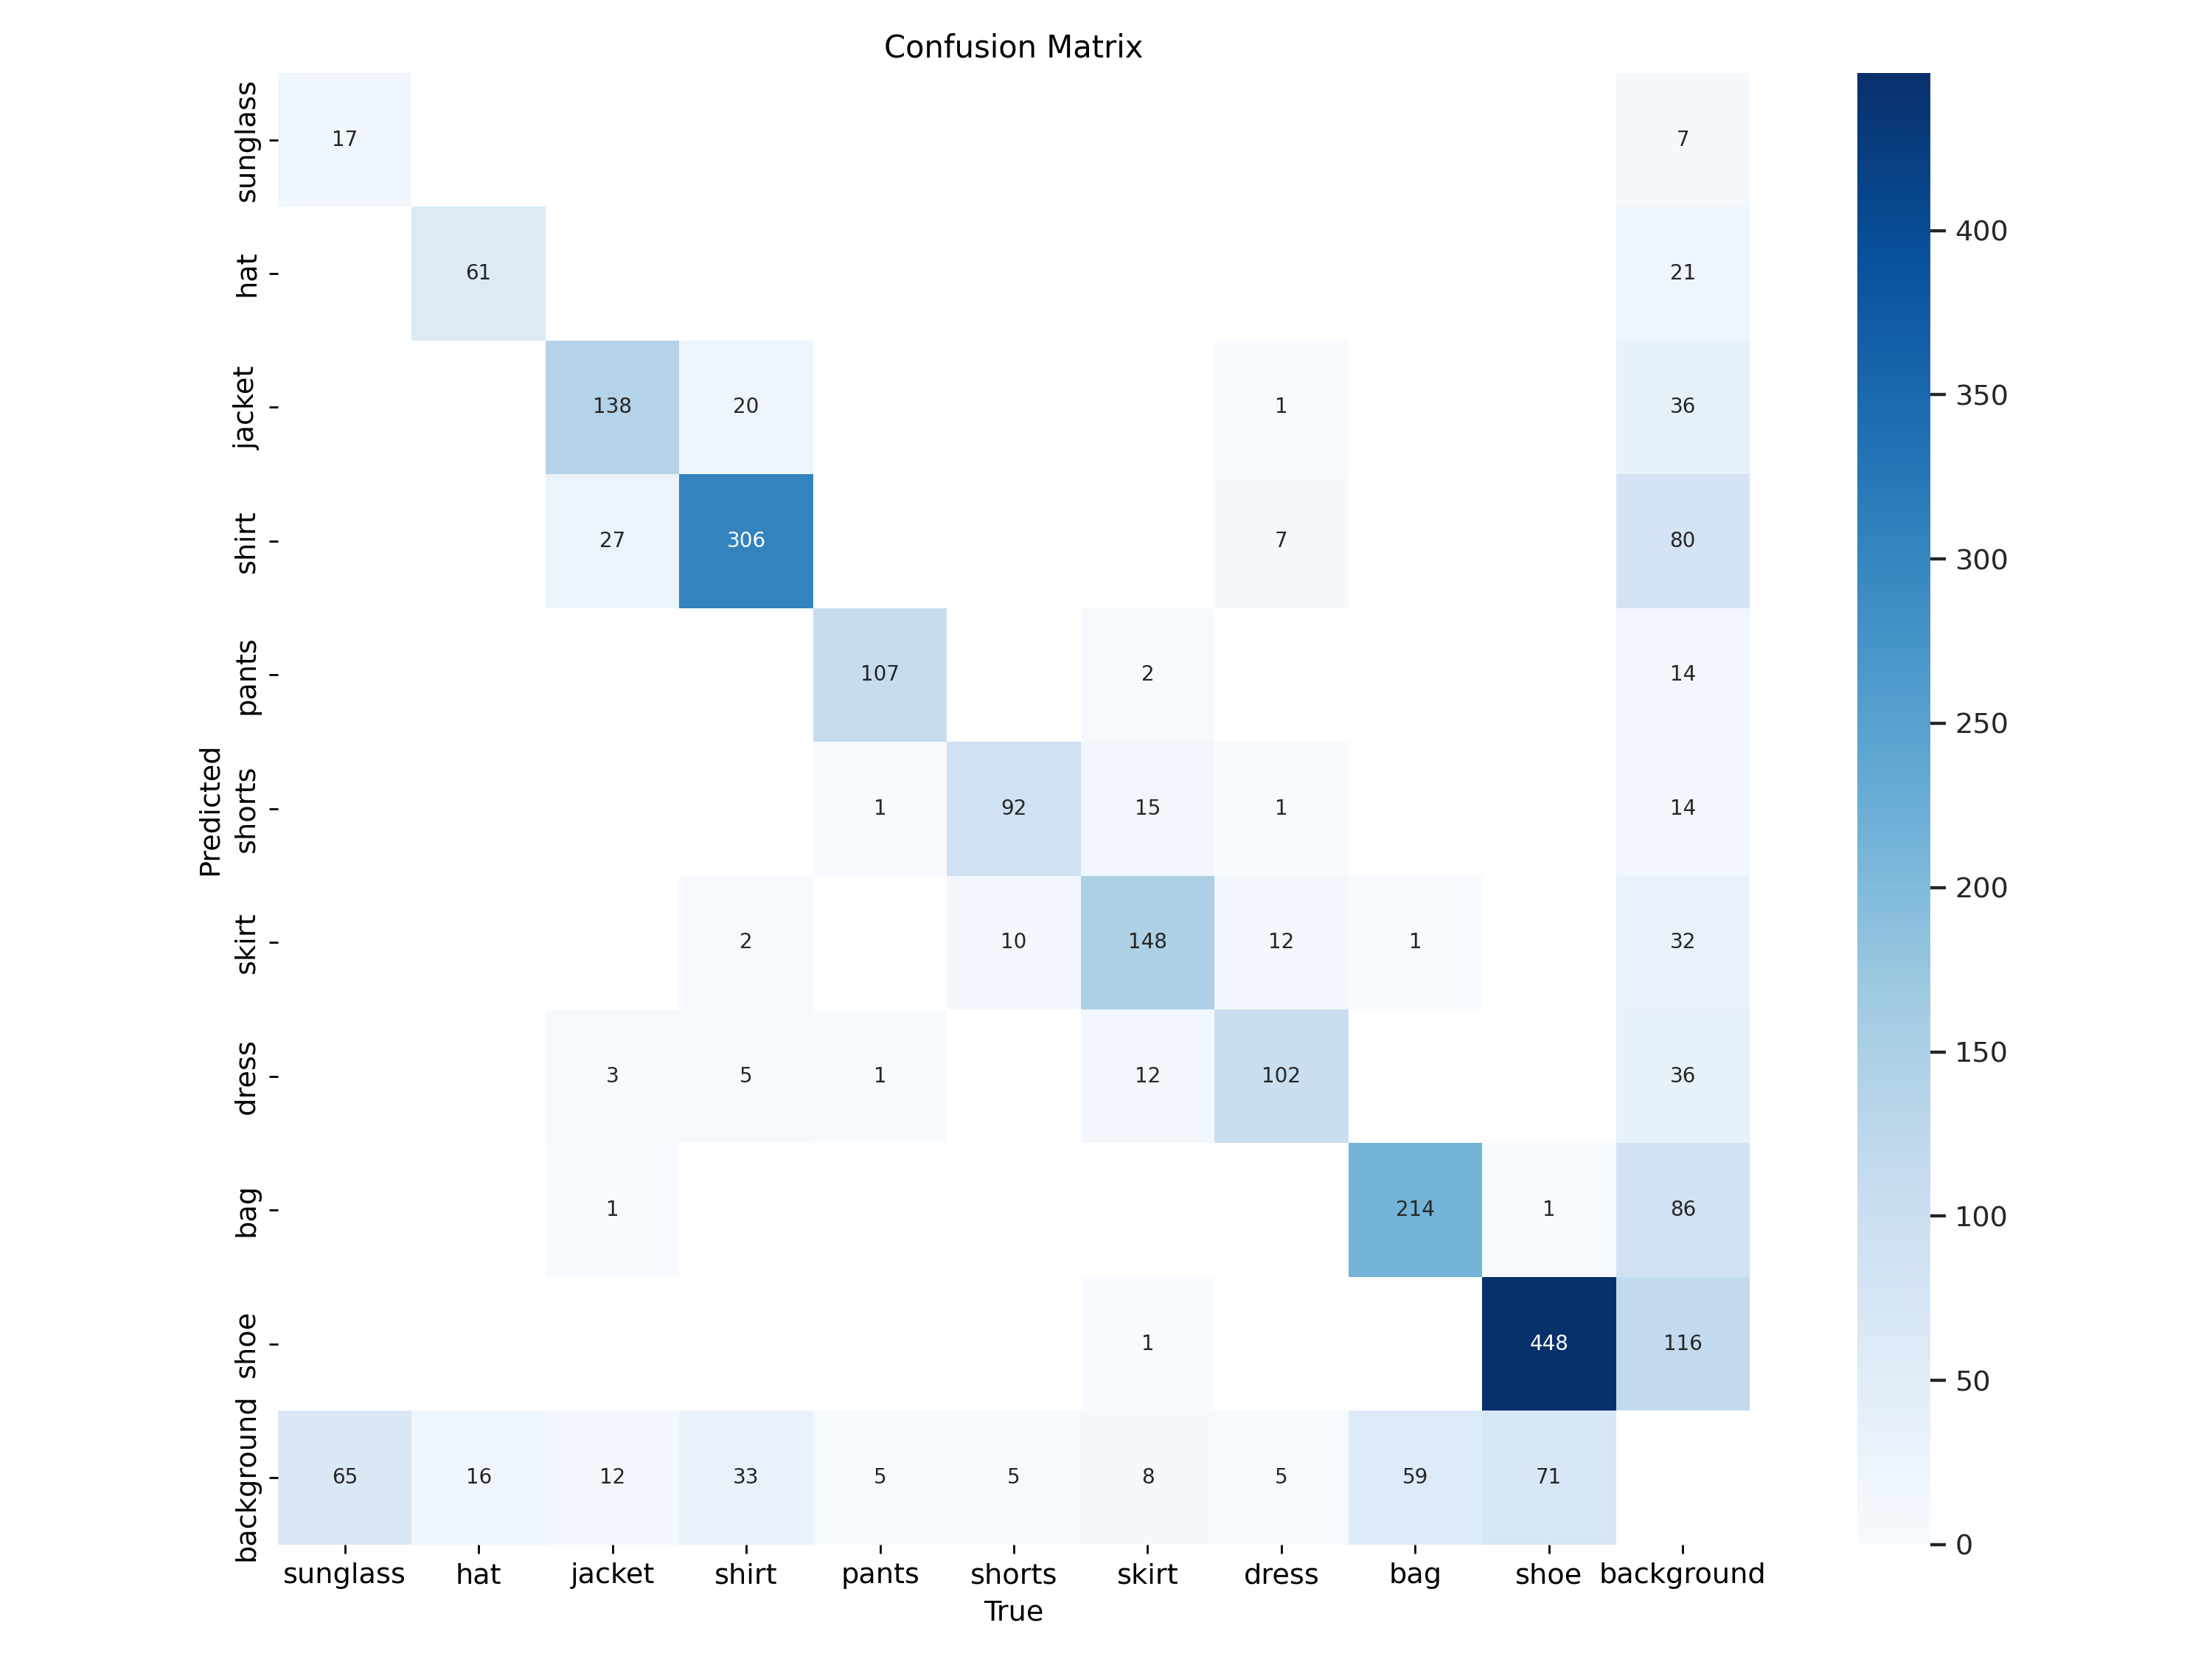 Confusion Matrix
sunglass 17 7
hat 61 21 400
jacket 138 20 1 36 350
shirt 27 306 7 80 300
pants 107 2 14 250
Predicted
shorts 1 92 15 1 14 200
skirt 2 10 148 12 1 32
dress 3 5 1 12 102 36 150
bag 1 214 1 86 100
shoe 1 448 116 50
background 65 16 12 33 5 5 8 5 59 71 0
sunglass hat jacket shirt pants shorts skirt dress bag shoe background
True